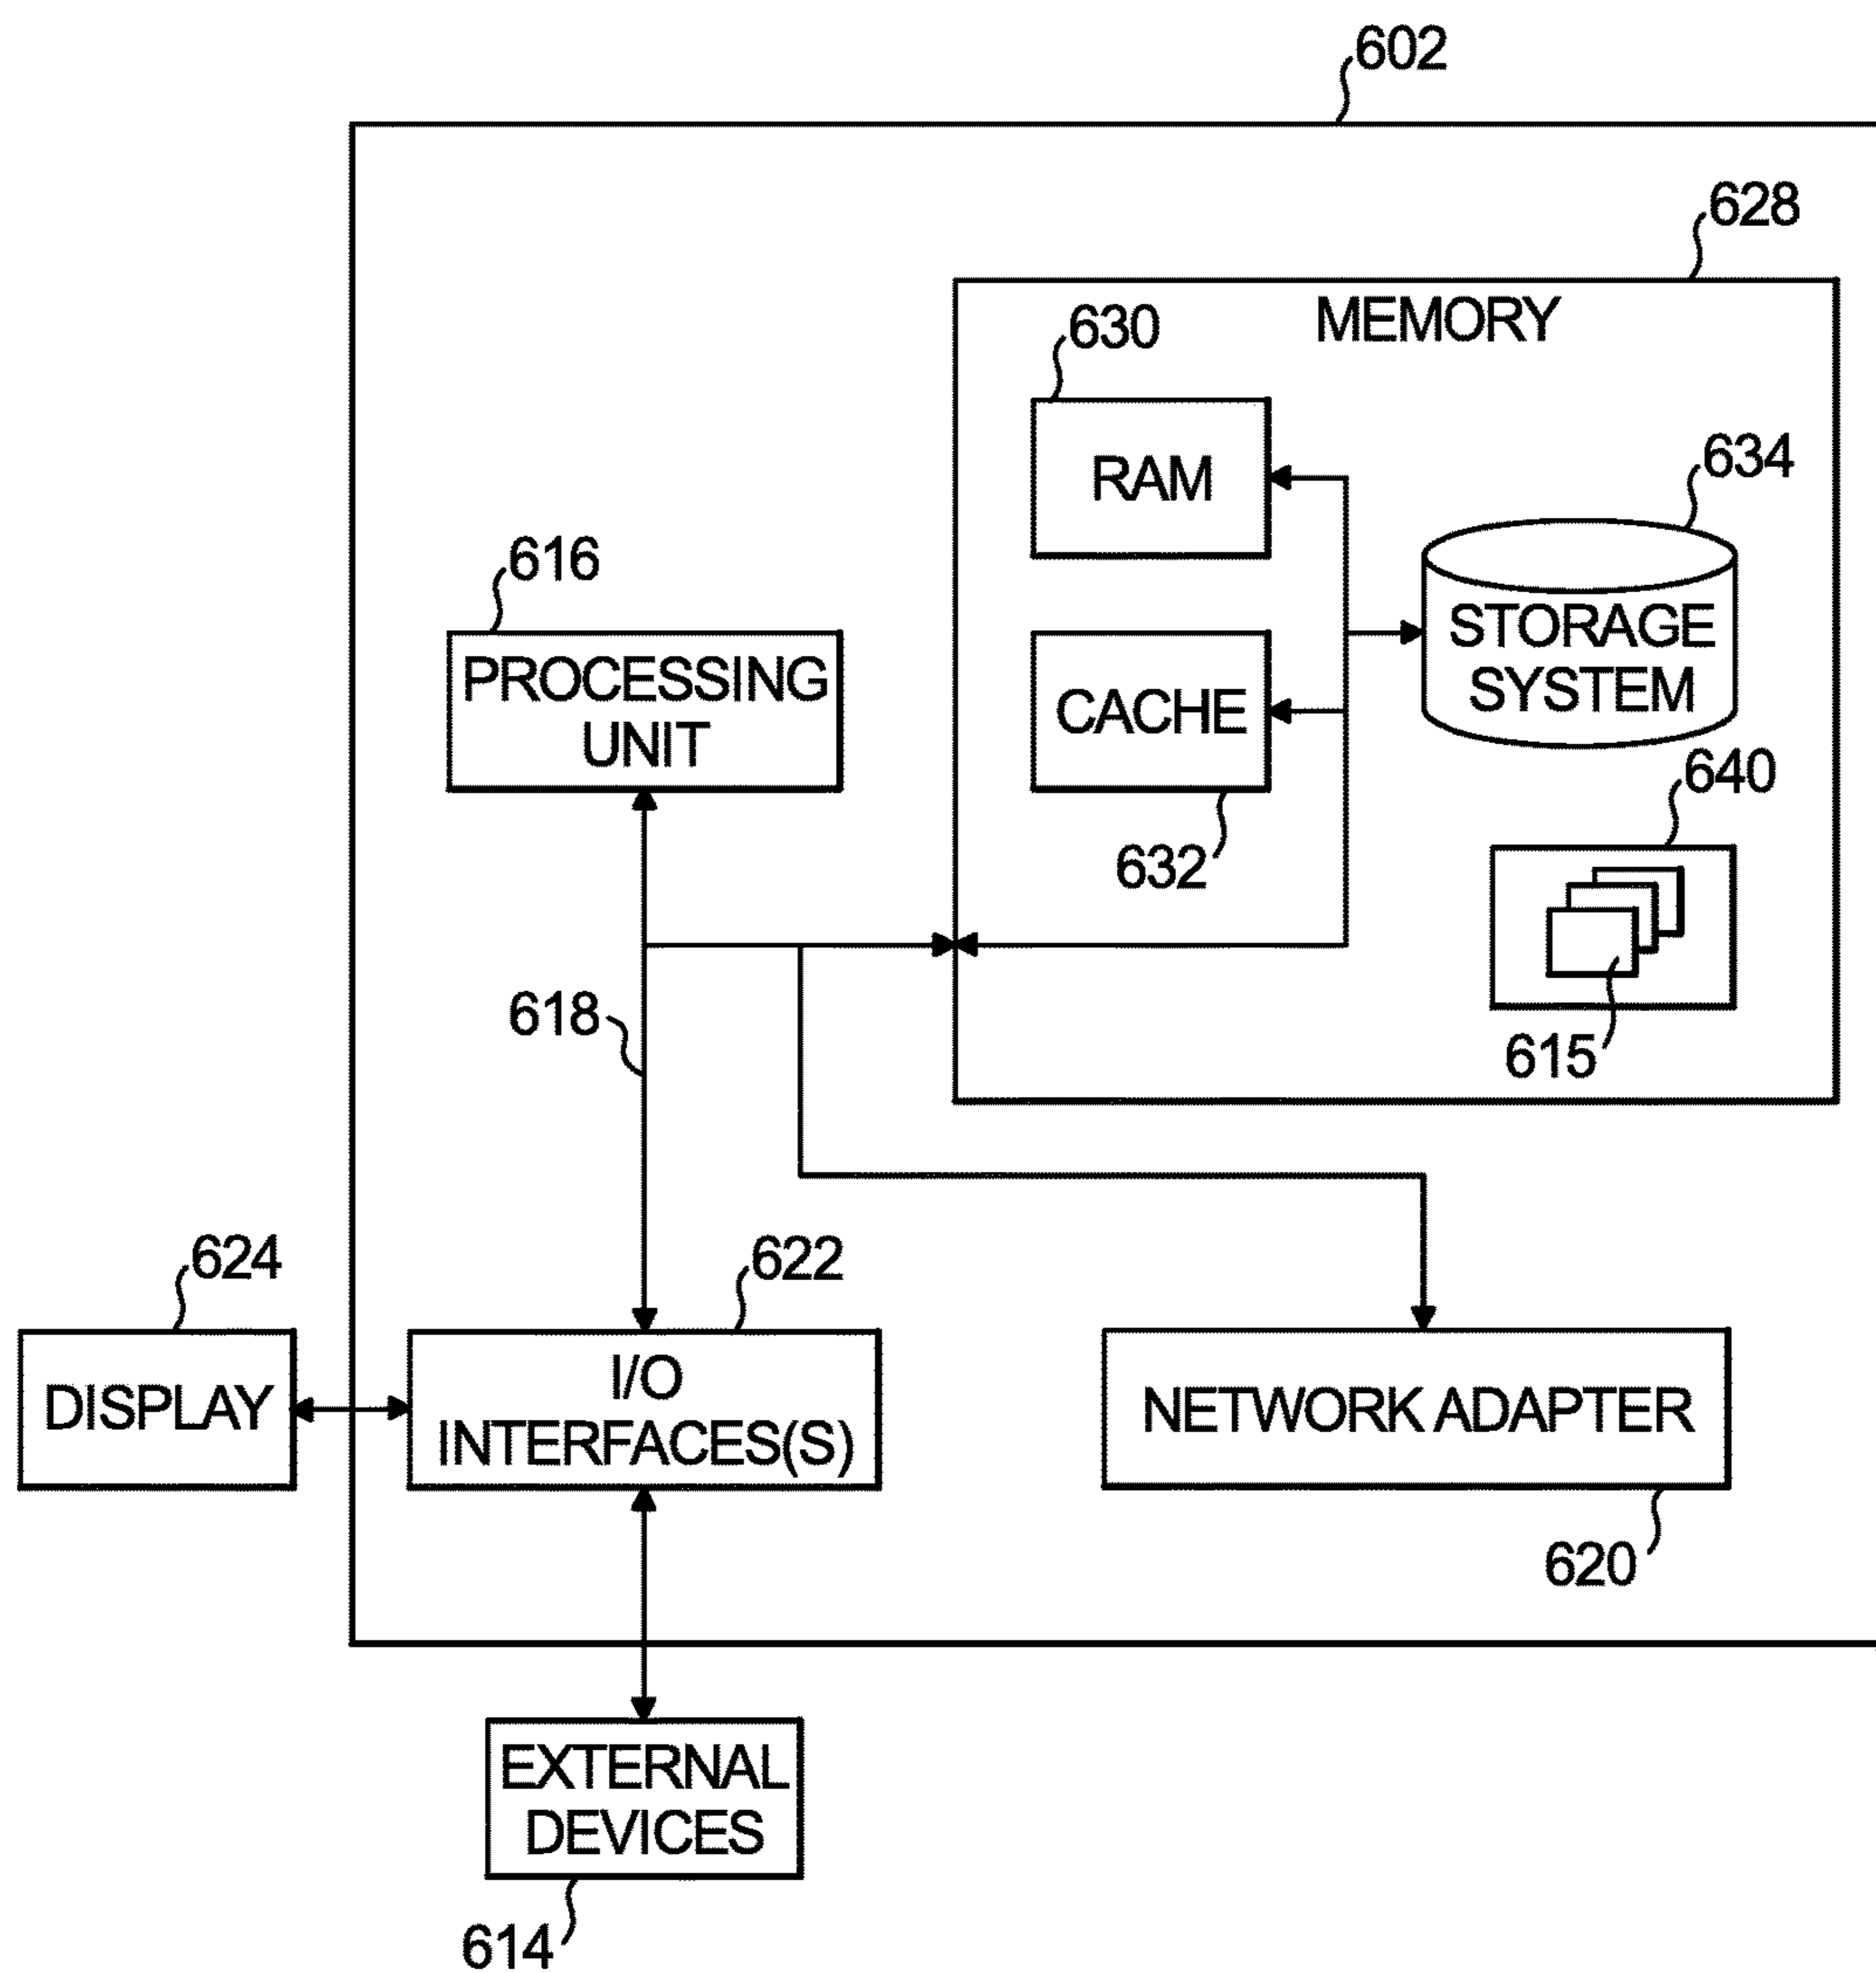 602
628
MEMORY
630
RAM
634
STORAGE
SYSTEM
616
PROCESSING
UNIT
CACHE
632
640
615
618
624
DISPLAY
622
I/O
INTERFACES(S)
NETWORK ADAPTER
620
EXTERNAL
DEVICES
614